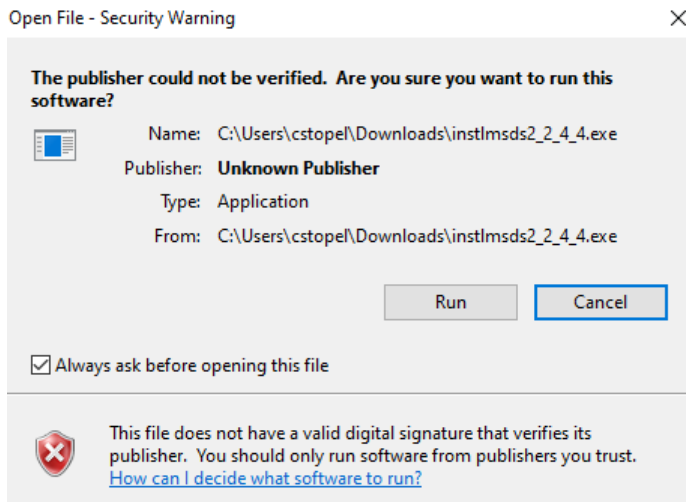 Open File - Security Warning
The publisher could not be verified.  Are you sure you want to run this
software?
Name: C:\Users\cstopel\Downloads\instlmsds2_2_4_4.exe
Publisher: Unknown Publisher
Type: Application
From: C:\Users\cstopel\Downloads\instlmsds2_2_4_4.exe
Run Cancel
Always ask before opening this file
This file does not have a valid digital signature that verifies its
publisher.  You should only run software from publishers you trust.
How can I decide what software to run?